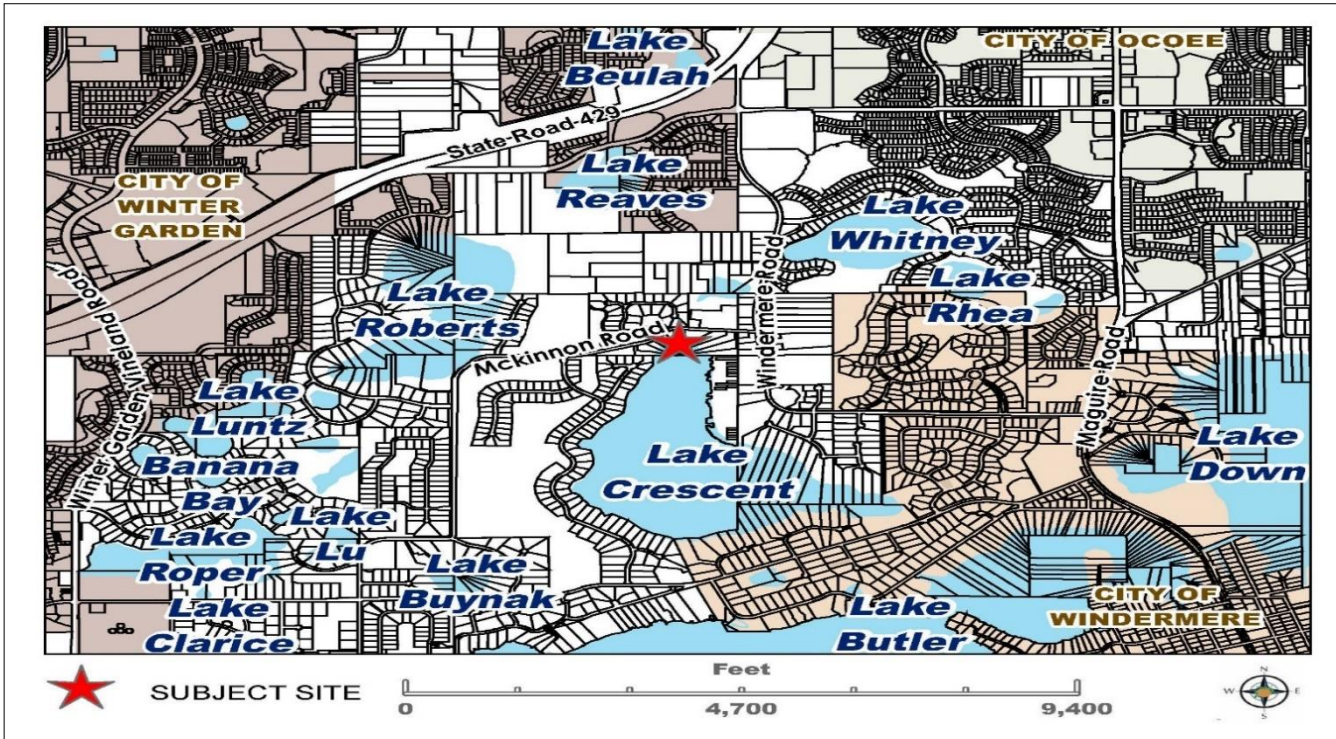 Lake
Beulah
CITY OF OCOEE
State-Road-429
Lake
Reaves
CITY OF
WINTER
GARDEN
Lake
Whitney
Lake
Rhea
Windermere-Road
Lake
Roberts
Mckinnon Road
Winter-Garden-Vineland Road
Maguire-Road
Lake
Luntz
Banana
Bay
Lake
Crescent
Lake
Down
Lake
Lu
Lake
Roper
Lake
Buynak
Lake
Clarice
Lake
Butler
CITY OF
WINDERMERE
SUBJECT SITE
Feet
0 4,700 9,400
N
W E
S